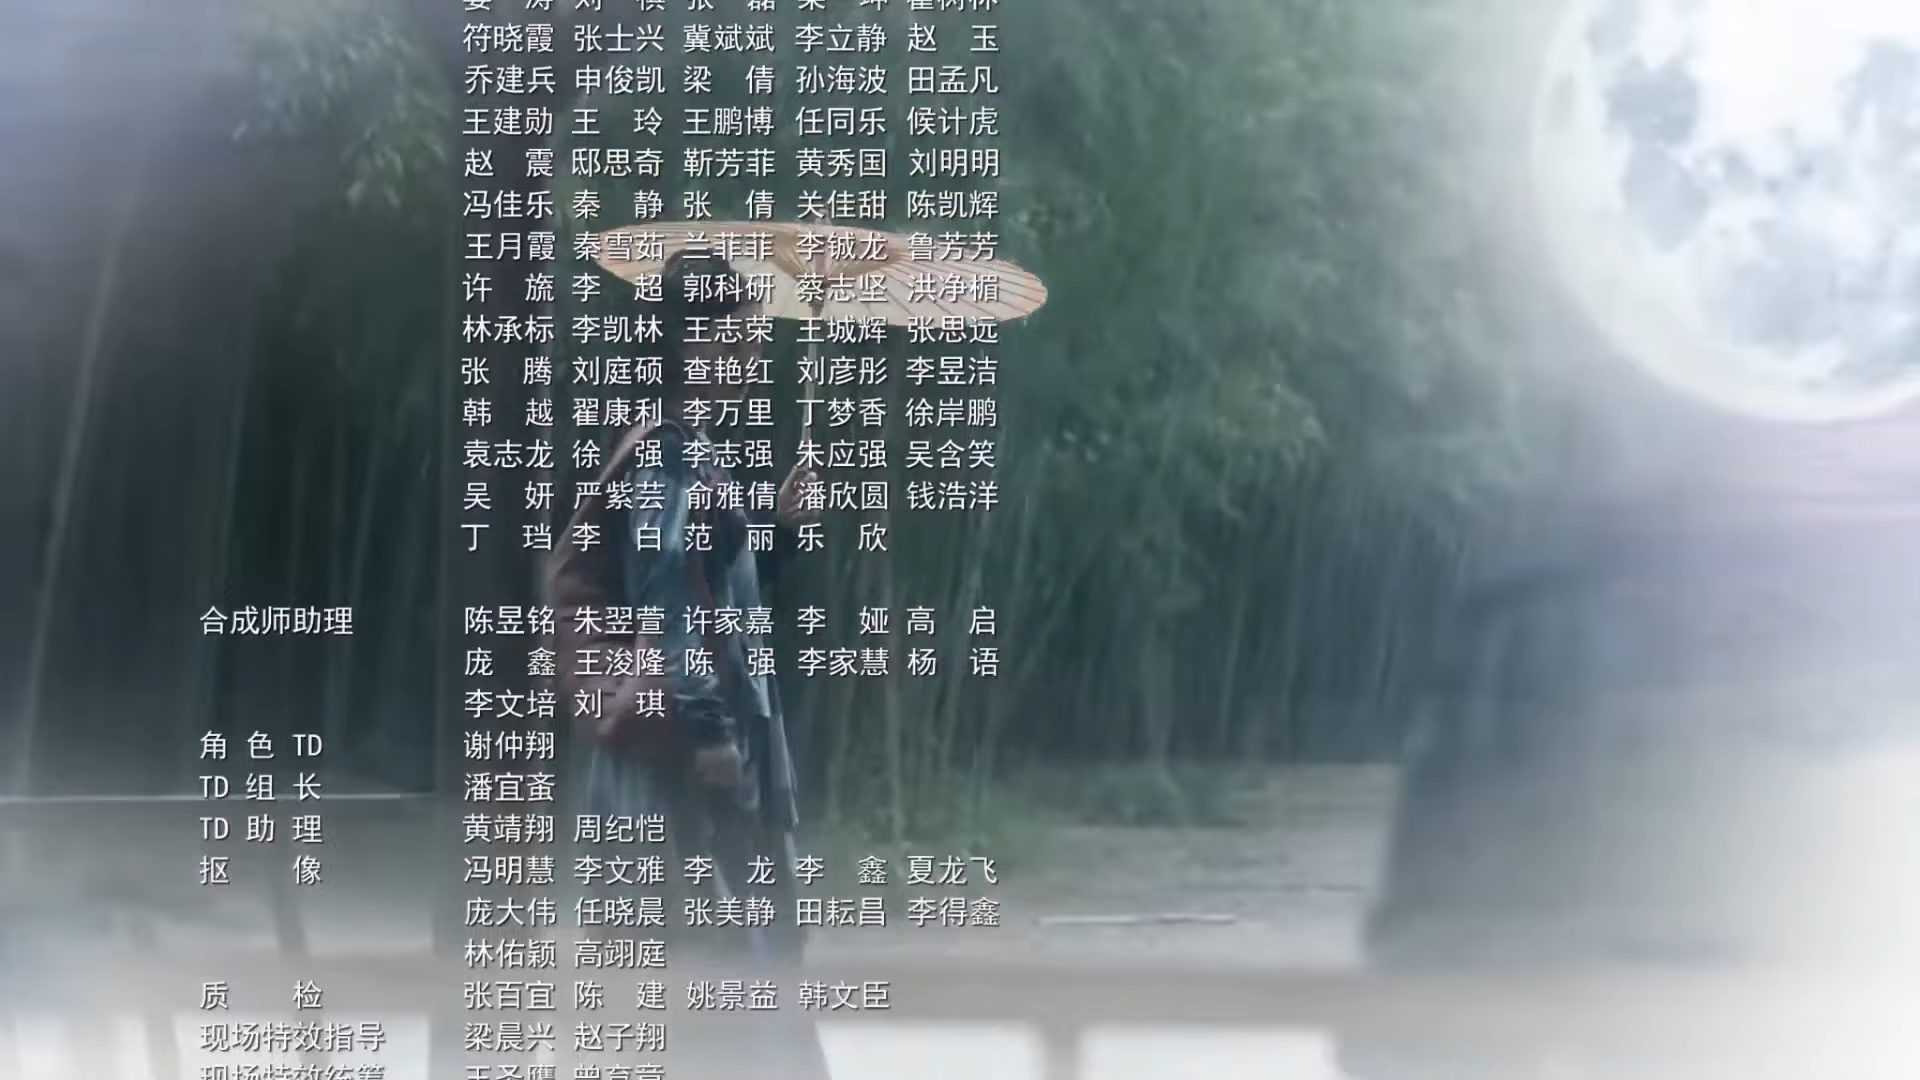 符晓霞 张士兴 冀斌斌 李立静 赵 玉
乔建兵 申俊凯 梁 倩 孙海波 田孟凡
王建勋 王 玲 王鹏博 任同乐 候计虎
赵 震 邸思奇 靳芳菲 黄秀国 刘明明
冯佳乐 秦 静 张 倩 关佳甜 陈凯辉
王月霞 秦雪茹 兰菲菲 李铖龙 鲁芳芳
许 旒 李 超 郭科研 蔡志坚 洪净楣
林承标 李凯林 王志荣 王城辉 张思远
张 腾 刘庭硕 查艳红 刘彦彤 李昱洁
韩 越 翟康利 李万里 丁梦香 徐岸鹏
袁志龙 徐 强 李志强 朱应强 吴含笑
吴 妍 严紫芸 俞雅倩 潘欣圆 钱浩洋
丁 珰 李 白 范 丽 乐 欣
合成师助理 陈昱铭 朱翌萱 许家嘉 李 娅 高 启
庞 鑫 王浚隆 陈 强 李家慧 杨 语
李文培 刘 琪
角 色 TD 谢仲翔
TD 组 长 潘宜斎
TD 助 理 黄靖翔 周纪恺
抠 像 冯明慧 李文雅 李 龙 李 鑫 夏龙飞
庞大伟 任晓晨 张美静 田耘昌 李得鑫
林佑颖 高翊庭
质 检 张百宜 陈 建 姚景益 韩文臣
现场特效指导 梁晨兴 赵子翔